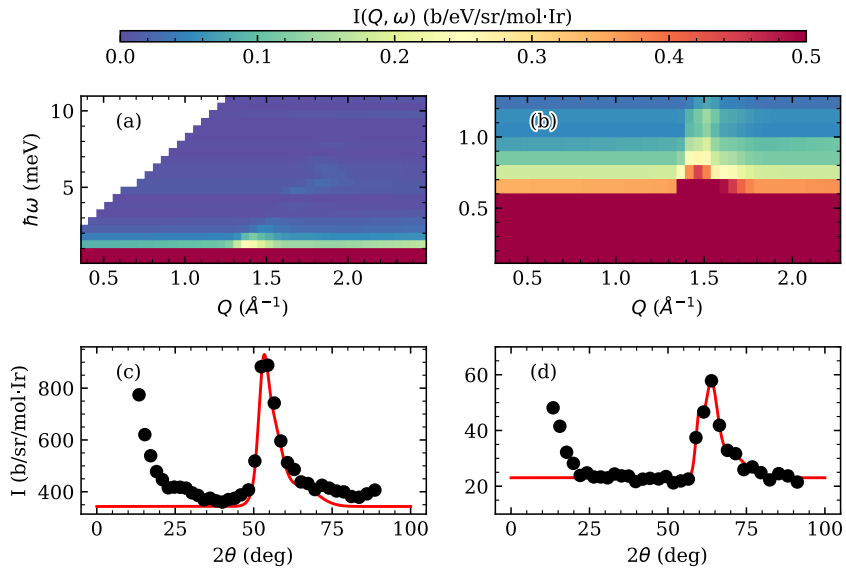 I(Q, ω) (b/eV/sr/mol·Ir)
0.0 0.1 0.2 0.3 0.4 0.5
(a)
ħω (meV)
10
5
0.5 1.0 1.5 2.0
Q (Å⁻¹)
(b)
1.0
0.5
0.5 1.0 1.5 2.0
Q (Å⁻¹)
(c)
I (b/sr/mol·Ir)
800
600
400
0 25 50 75 100
2θ (deg)
(d)
60
40
20
0 25 50 75 100
2θ (deg)